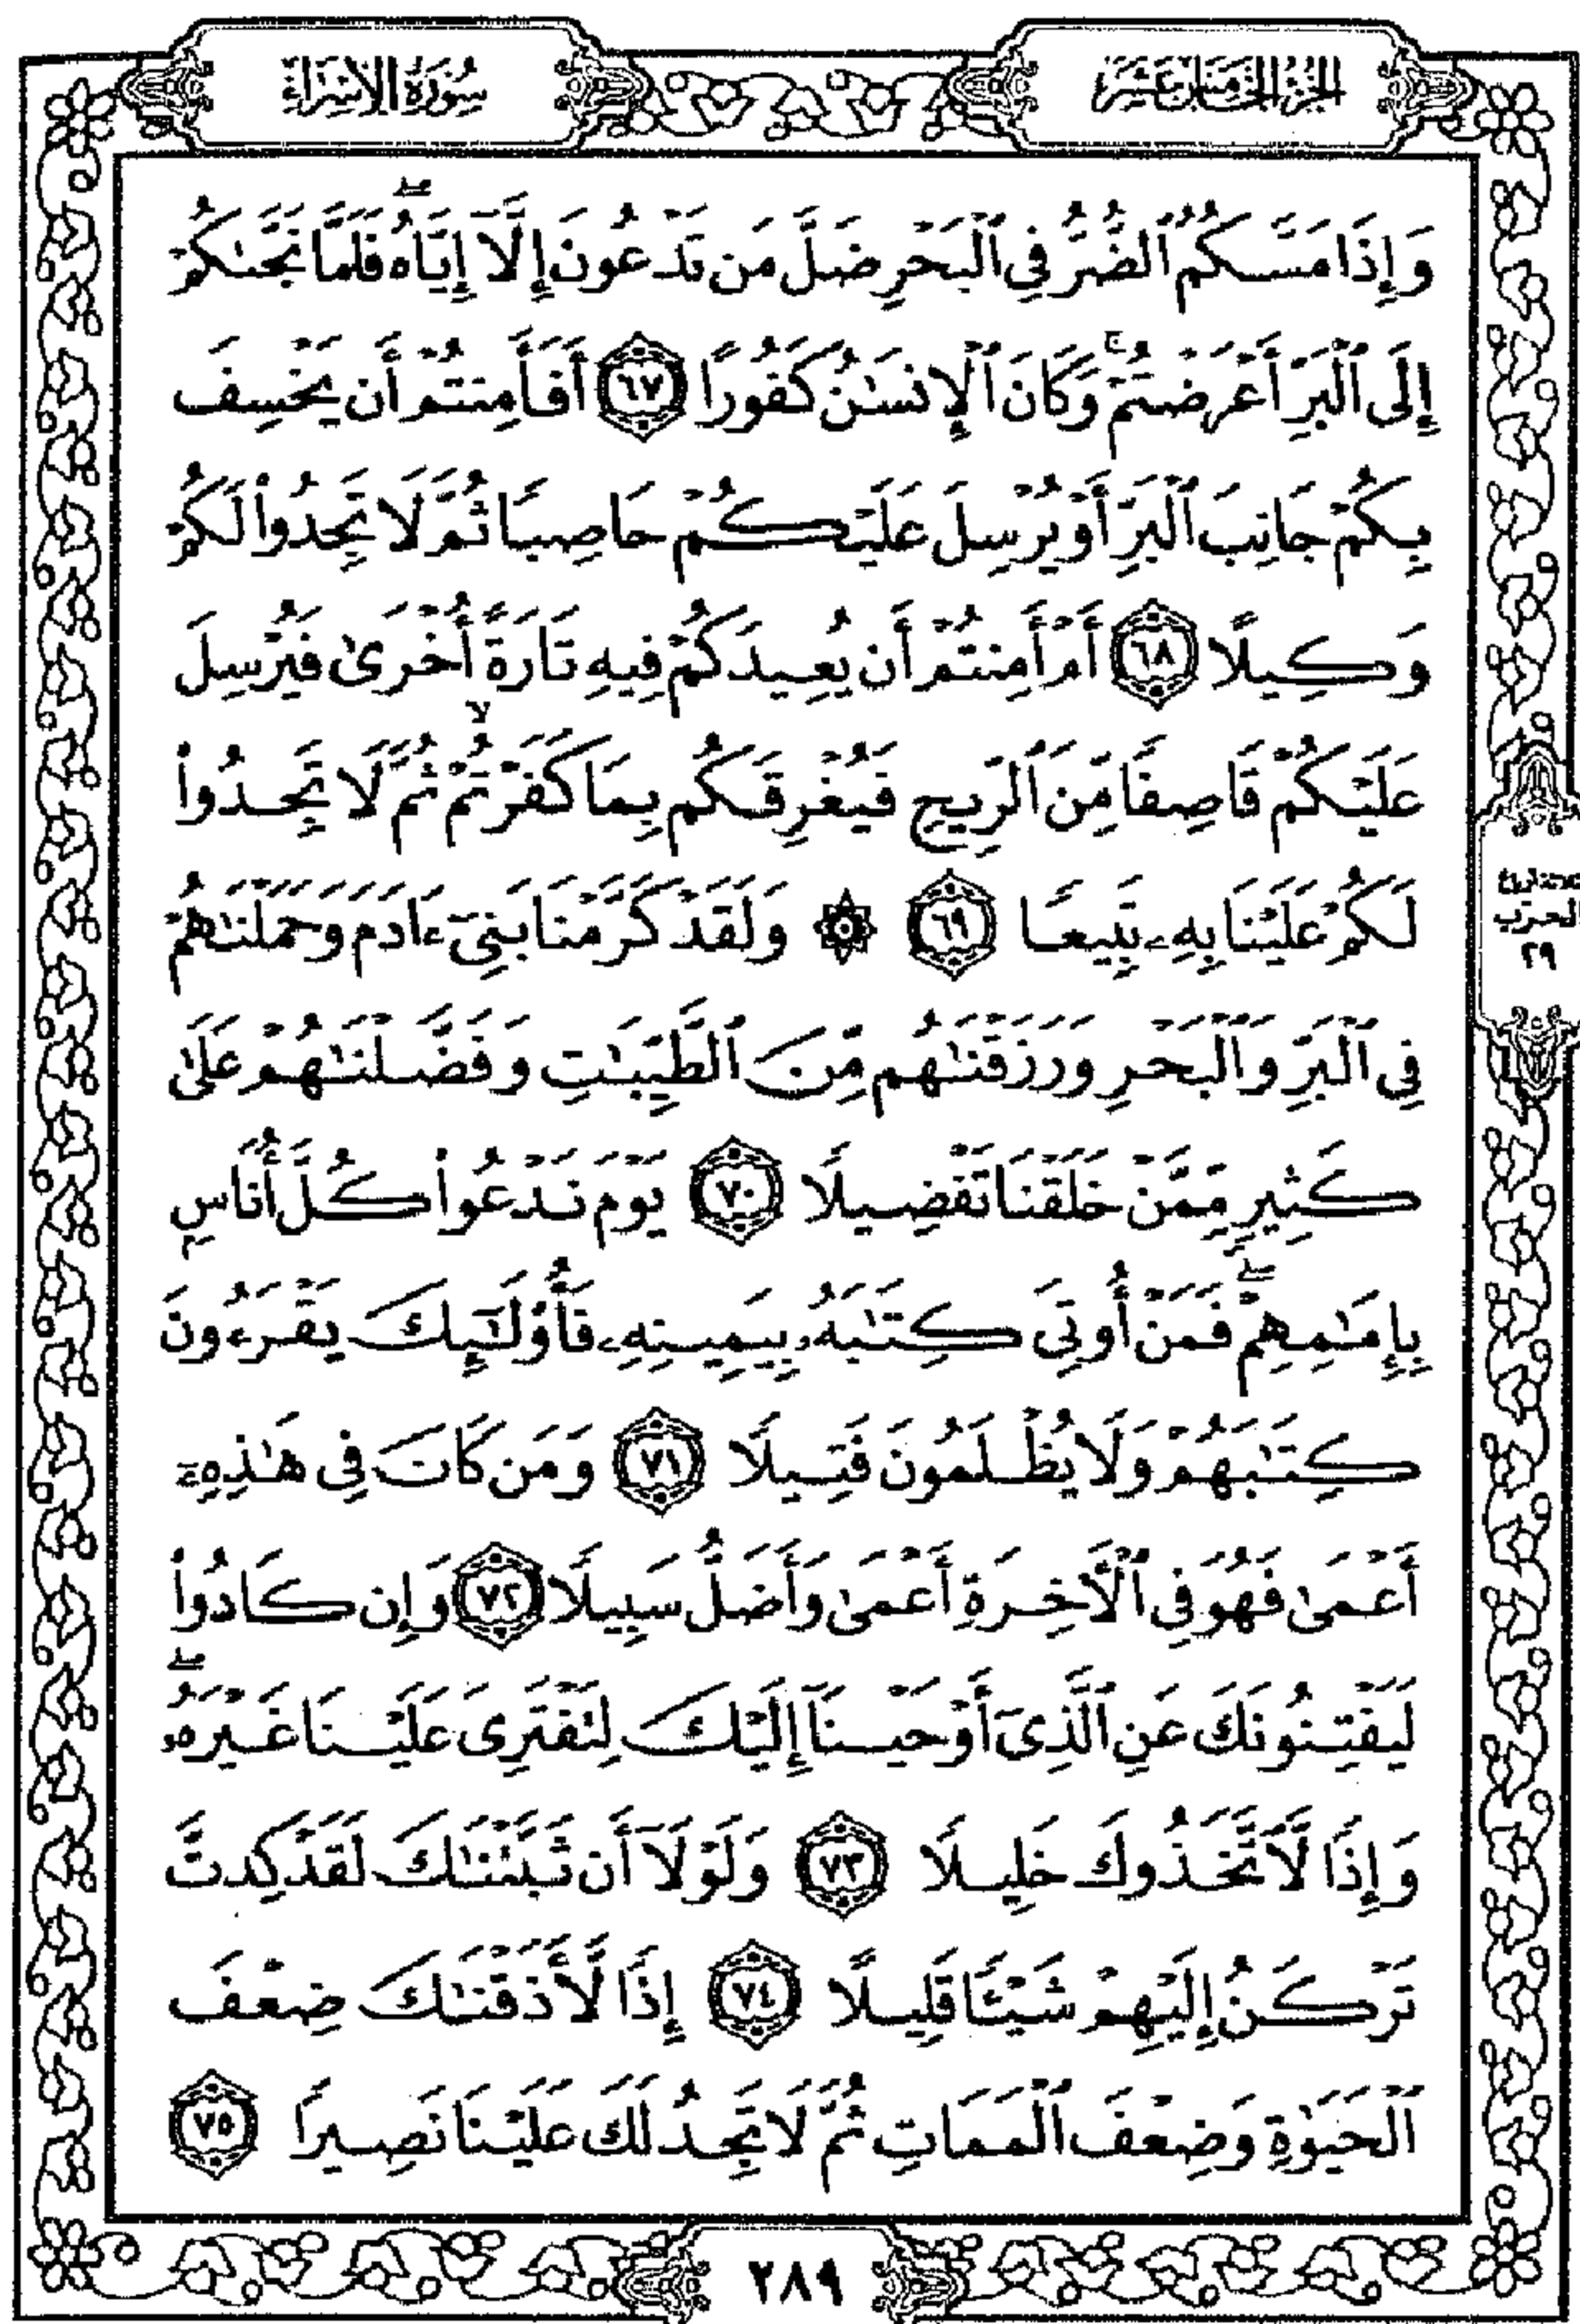 الجزء الخامس عشر
سورة الإسراء
وَإِذَا مَسَّكُمُ ٱلضُّرُّ فِي ٱلْبَحْرِ ضَلَّ مَن تَدْعُونَ إِلَّآ إِيَّاهُ ۖ فَلَمَّا نَجَّىٰكُمْ
إِلَى ٱلْبَرِّ أَعْرَضْتُمْ ۚ وَكَانَ ٱلْإِنسَـٰنُ كَفُورًا ٦٧ أَفَأَمِنتُمْ أَن يَخْسِفَ
بِكُمْ جَانِبَ ٱلْبَرِّ أَوْ يُرْسِلَ عَلَيْكُمْ حَاصِبًا ثُمَّ لَا تَجِدُوا۟ لَكُمْ
وَكِيلًا ٦٨ أَمْ أَمِنتُمْ أَن يُعِيدَكُمْ فِيهِ تَارَةً أُخْرَىٰ فَيُرْسِلَ
عَلَيْكُمْ قَاصِفًا مِّنَ ٱلرِّيحِ فَيُغْرِقَكُم بِمَا كَفَرْتُمْ ۙ ثُمَّ لَا تَجِدُوا۟
لَكُمْ عَلَيْنَا بِهِۦ تَبِيعًا ٦٩ ۞ وَلَقَدْ كَرَّمْنَا بَنِىٓ ءَادَمَ وَحَمَلْنَـٰهُمْ
فِي ٱلْبَرِّ وَٱلْبَحْرِ وَرَزَقْنَـٰهُم مِّنَ ٱلطَّيِّبَـٰتِ وَفَضَّلْنَـٰهُمْ عَلَىٰ
كَثِيرٍ مِّمَّنْ خَلَقْنَا تَفْضِيلًا ٧٠ يَوْمَ نَدْعُوا۟ كُلَّ أُنَاسٍۭ
بِإِمَـٰمِهِمْ ۖ فَمَنْ أُوتِىَ كِتَـٰبَهُۥ بِيَمِينِهِۦ فَأُو۟لَـٰٓئِكَ يَقْرَءُونَ
كِتَـٰبَهُمْ وَلَا يُظْلَمُونَ فَتِيلًا ٧١ وَمَن كَانَ فِي هَـٰذِهِۦٓ
أَعْمَىٰ فَهُوَ فِي ٱلْأَخِرَةِ أَعْمَىٰ وَأَضَلُّ سَبِيلًا ٧٢ وَإِن كَادُوا۟
لَيَفْتِنُونَكَ عَنِ ٱلَّذِىٓ أَوْحَيْنَآ إِلَيْكَ لِتَفْتَرِىَ عَلَيْنَا غَيْرَهُۥ ۖ
وَإِذًا لَّٱتَّخَذُوكَ خَلِيلًا ٧٣ وَلَوْلَآ أَن ثَبَّتْنَـٰكَ لَقَدْ كِدتَّ
تَرْكَنُ إِلَيْهِمْ شَيْـًٔا قَلِيلًا ٧٤ إِذًا لَّأَذَقْنَـٰكَ ضِعْفَ
ٱلْحَيَوٰةِ وَضِعْفَ ٱلْمَمَاتِ ثُمَّ لَا تَجِدُ لَكَ عَلَيْنَا نَصِيرًا ٧٥
الحزب
٢٩
٢٨٩